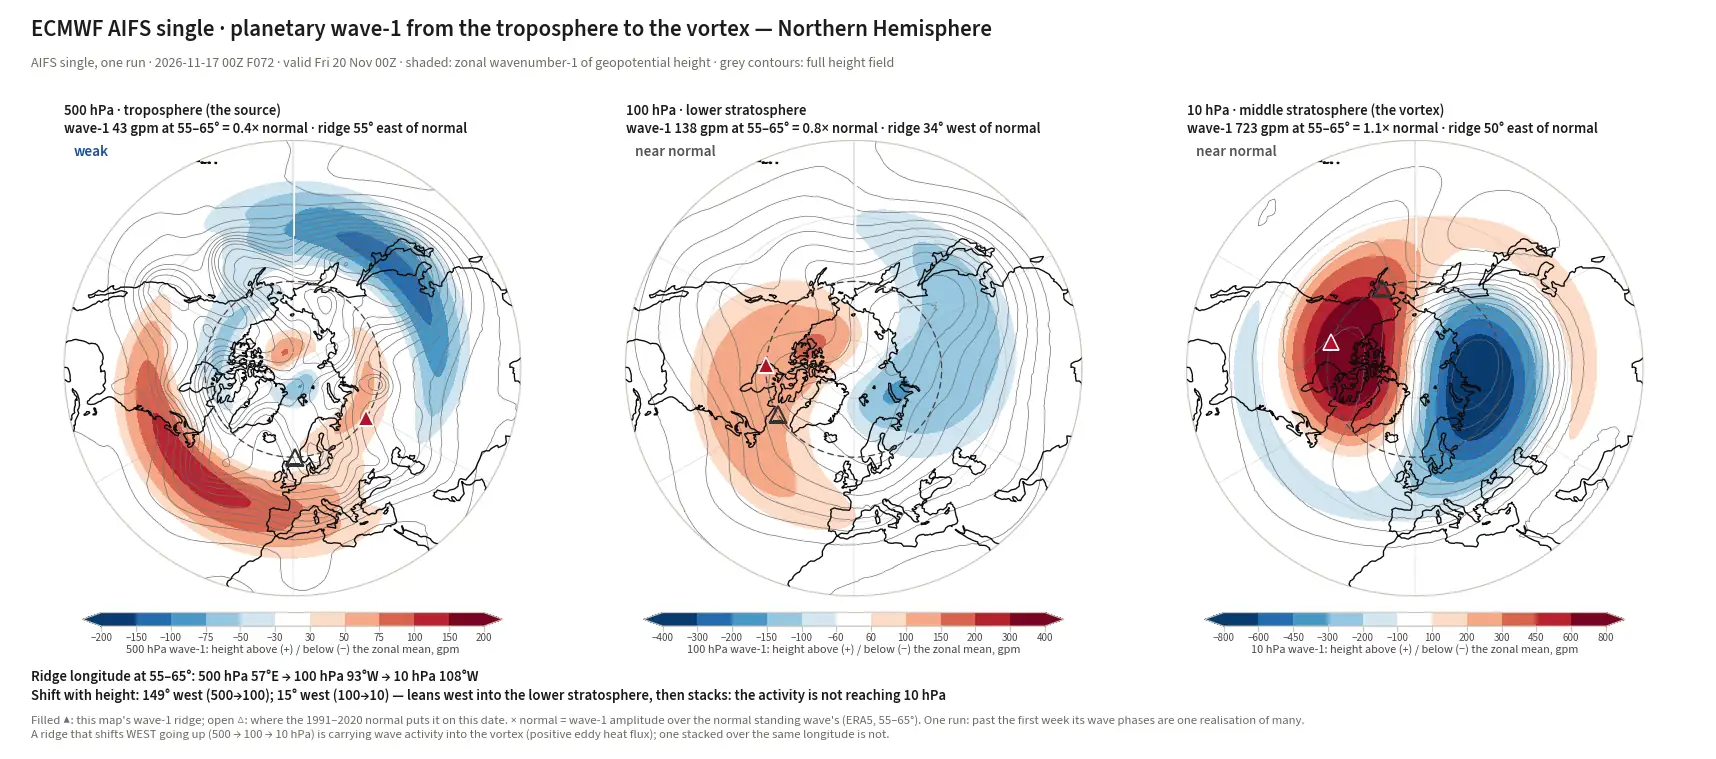 ECMWF AIFS single · planetary wave-1 from the troposphere to the vortex — Northern Hemisphere
AIFS single, one run · 2026-11-17 00Z F072 · valid Fri 20 Nov 00Z · shaded: zonal wavenumber-1 of geopotential height · grey contours: full height field
500 hPa · troposphere (the source)
wave-1 43 gpm at 55–65° = 0.4× normal · ridge 55° east of normal
weak
100 hPa · lower stratosphere
wave-1 138 gpm at 55–65° = 0.8× normal · ridge 34° west of normal
near normal
10 hPa · middle stratosphere (the vortex)
wave-1 723 gpm at 55–65° = 1.1× normal · ridge 50° east of normal
near normal
−200 −150 −100 −75 −50 −30 30 50 75 100 150 200
500 hPa wave-1: height above (+) / below (−) the zonal mean, gpm
−400 −300 −200 −150 −100 −60 60 100 150 200 300 400
100 hPa wave-1: height above (+) / below (−) the zonal mean, gpm
−800 −600 −450 −300 −200 −100 100 200 300 450 600 800
10 hPa wave-1: height above (+) / below (−) the zonal mean, gpm
Ridge longitude at 55–65°: 500 hPa 57°E → 100 hPa 93°W → 10 hPa 108°W
Shift with height: 149° west (500→100); 15° west (100→10) — leans west into the lower stratosphere, then stacks: the activity is not reaching 10 hPa
Filled ▲: this map's wave-1 ridge; open △: where the 1991–2020 normal puts it on this date. × normal = wave-1 amplitude over the normal standing wave's (ERA5, 55–65°). One run: past the first week its wave phases are one realisation of many.
A ridge that shifts WEST going up (500 → 100 → 10 hPa) is carrying wave activity into the vortex (positive eddy heat flux); one stacked over the same longitude is not.